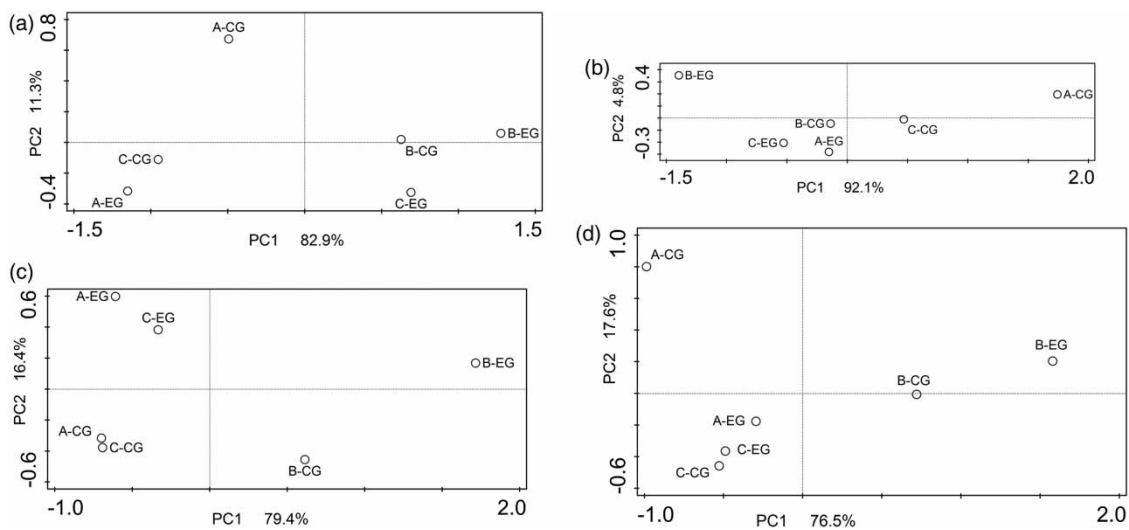 (a)
0.8
A-CG
PC2 11.3%
B-EG
B-CG
C-CG
A-EG
C-EG
-0.4
-1.5
PC1 82.9%
1.5
(b)
0.4
B-EG
A-CG
PC2 4.8%
B-CG
C-CG
C-EG
A-EG
-0.3
-1.5
PC1 92.1%
2.0
(c)
0.6
A-EG
C-EG
PC2 16.4%
B-EG
A-CG
C-CG
B-CG
-0.6
-1.0
PC1 79.4%
2.0
(d)
1.0
A-CG
PC2 17.6%
B-EG
B-CG
A-EG
C-EG
C-CG
-0.6
-1.0
PC1 76.5%
2.0